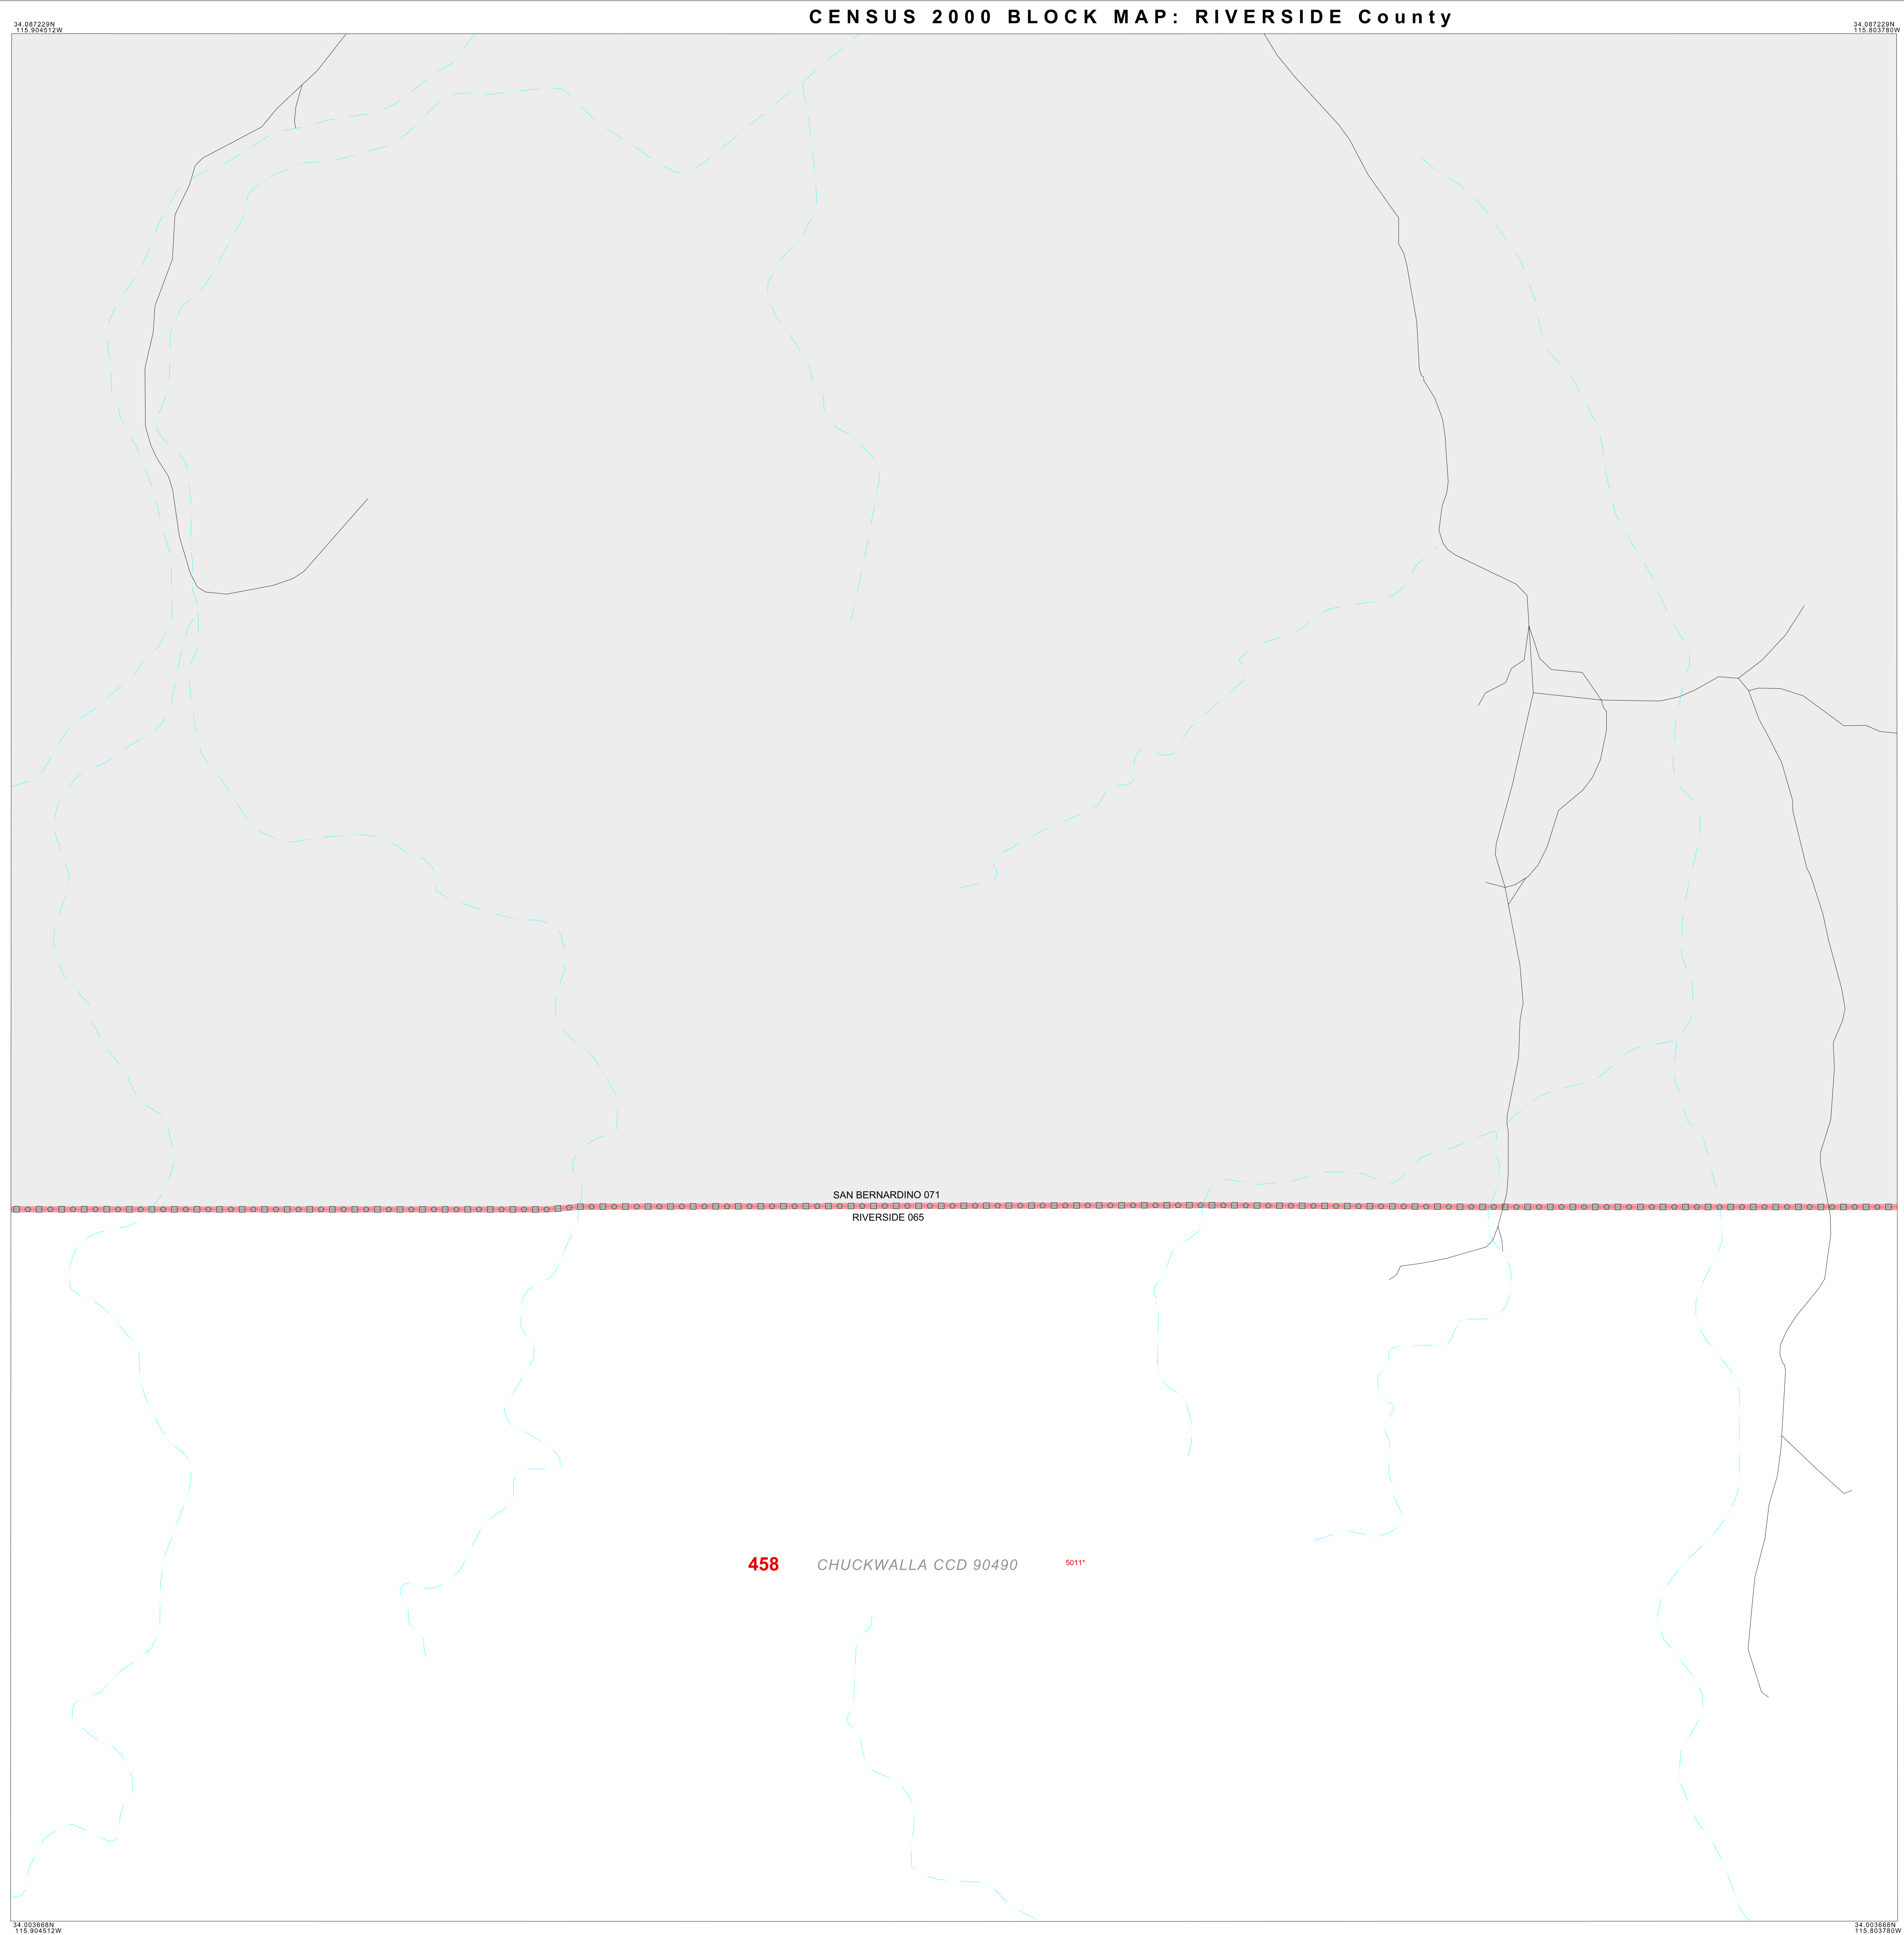 CENSUS 2000 BLOCK MAP: RIVERSIDE County
34.087229N
115.904512W
34.087229N
115.803780W
SAN BERNARDINO 071
RIVERSIDE 065
458 CHUCKWALLA CCD 90490 5011*
34.003668N
115.904512W
34.003668N
115.803780W